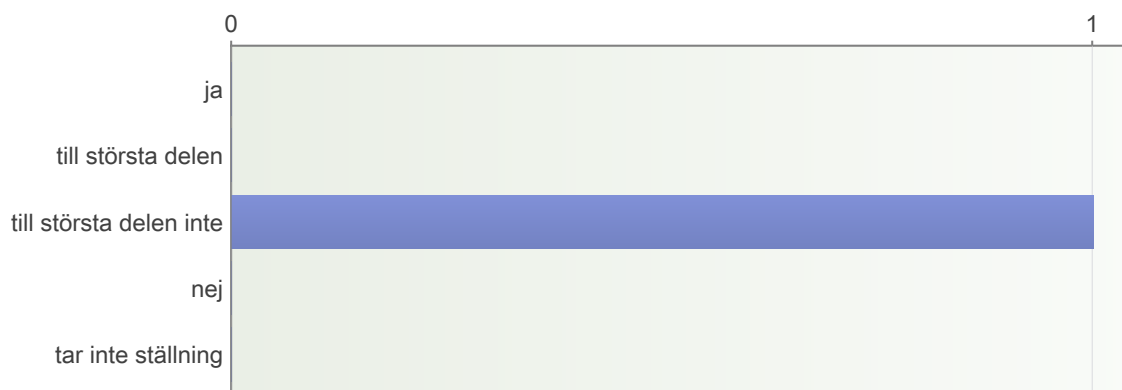 0 1
ja
till största delen
till största delen inte
nej
tar inte ställning